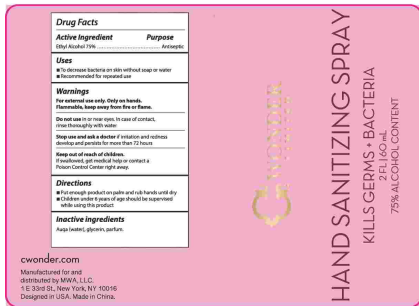 Drug Facts
Active Ingredient Purpose
Ethyl Alcohol 75% ........................ Antiseptic
Uses
■ To decrease bacteria on skin without soap or water
■ Recommended for repeated use
Warnings
For external use only. Only on hands.
Flammable, keep away from fire or flame.
Do not use in or near eyes. In case of contact,
rinse thoroughly with water.
Stop use and ask a doctor if irritation and redness
develop and persists for more than 72 hours
Keep out of reach of children.
If swallowed, get medical help or contact a
Poison Control Center right away.
Directions
■ Put enough product on palm and rub hands until dry
■ Children under 6 years of age should be supervised
while using this product
Inactive ingredients
Auqa (water), glycerin, parfum.
cwonder.com
Manufactured for and
distributed by MWA, LLC.
1 E 33rd St., New York, NY 10016
Designed in USA. Made in China.
HAND SANITIZING SPRAY
KILLS GERMS + BACTERIA
2 FL | 60 mL
75% ALCOHOL CONTENT